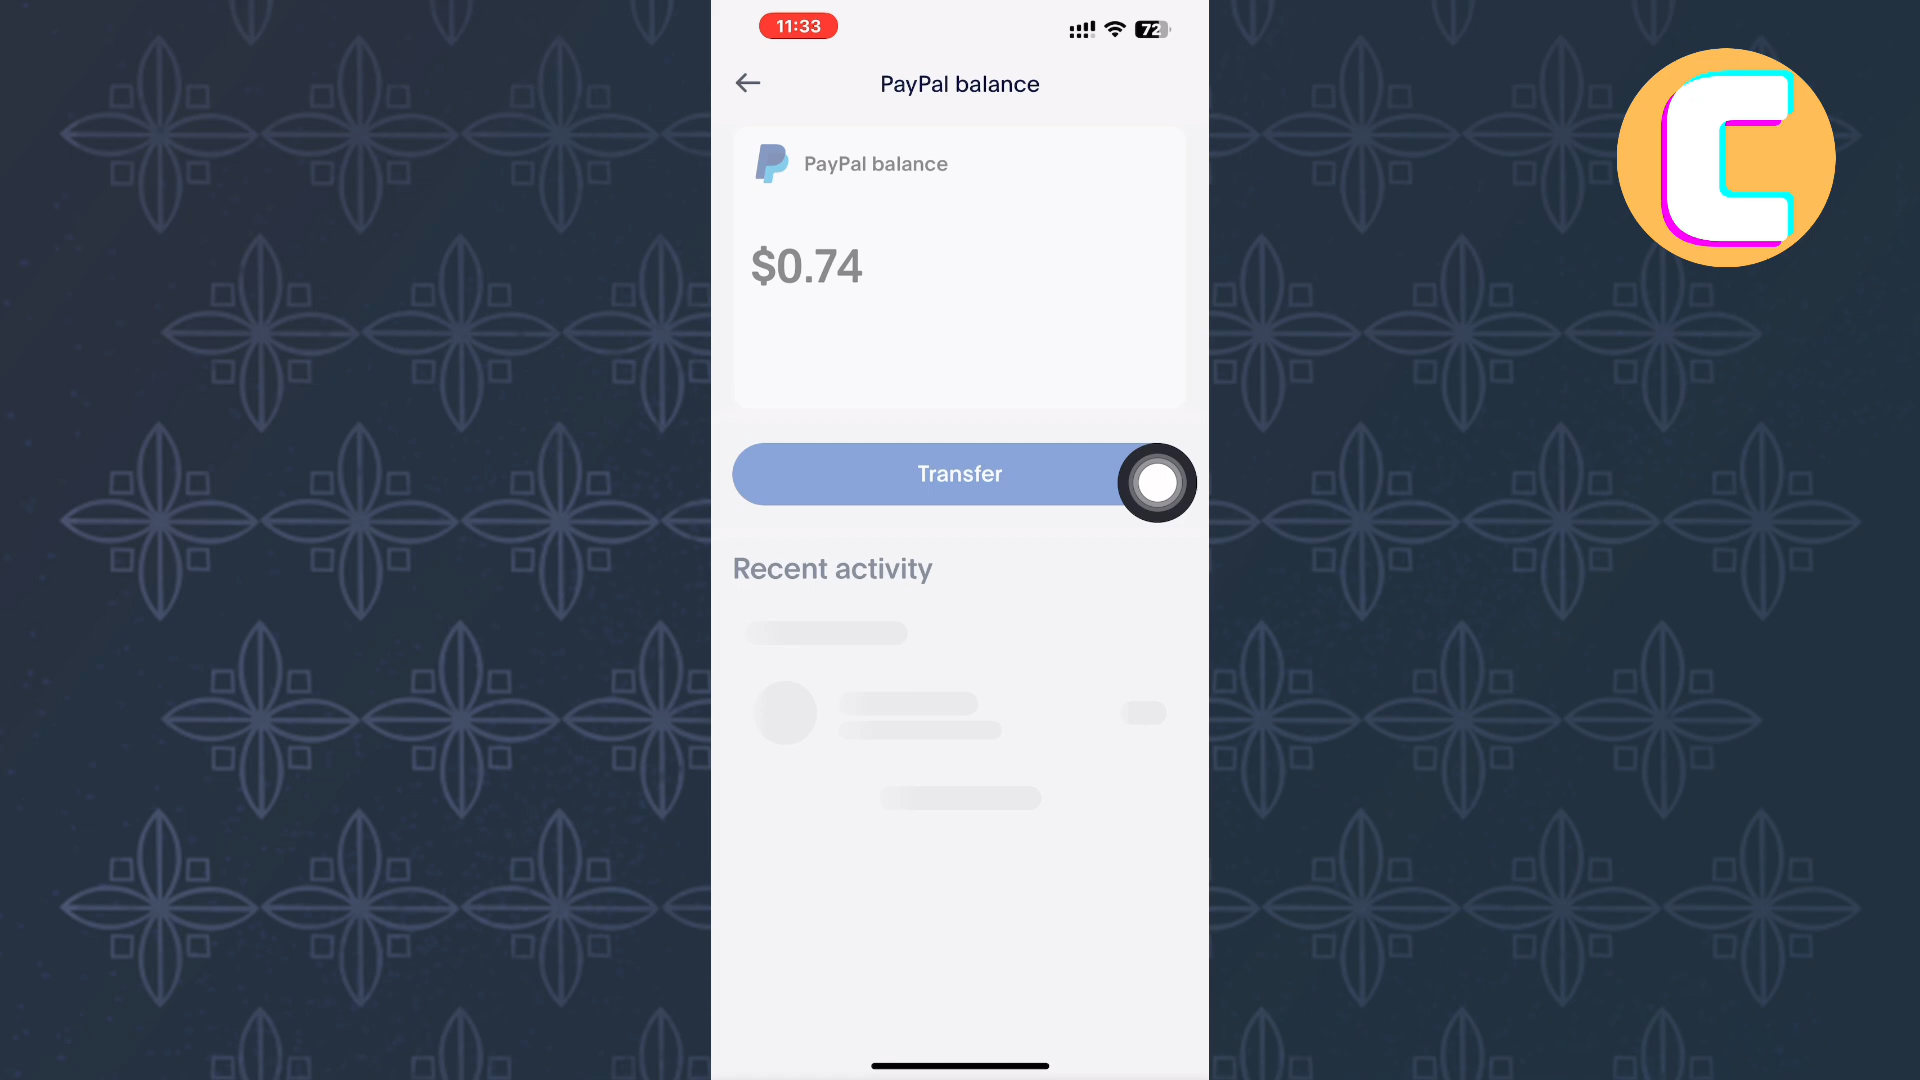 11:33
72
PayPal balance
PayPal balance
$0.74
Transfer
Recent activity
C